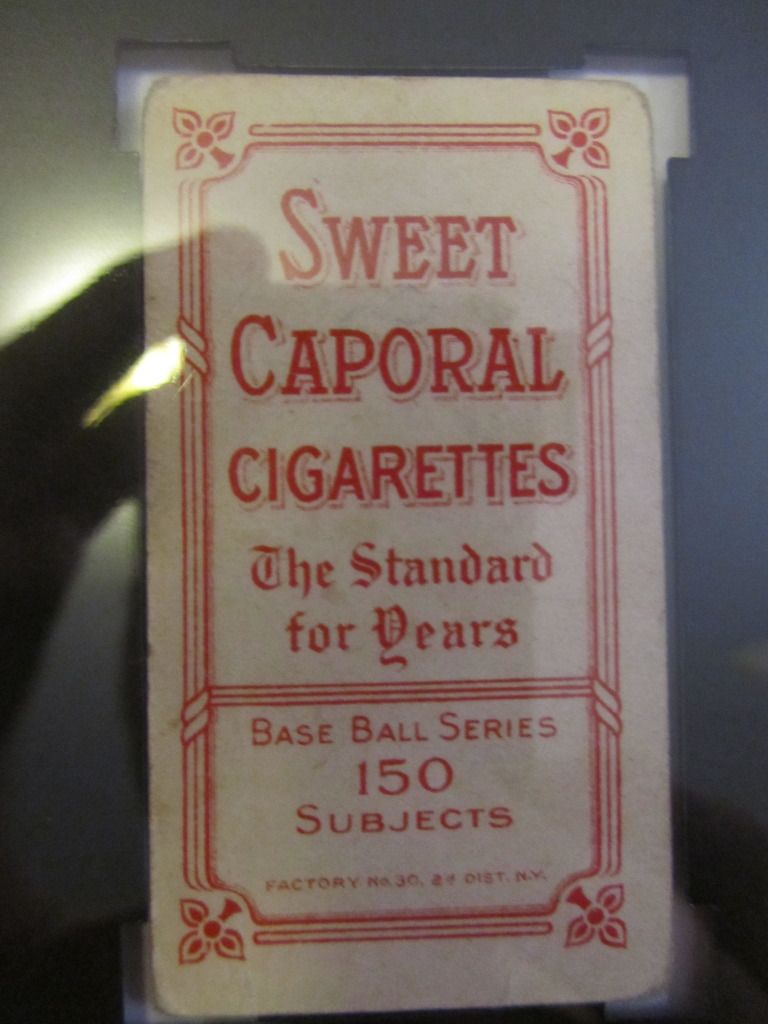 SWEET
CAPORAL
CIGARETTES
The Standard
for Years
BASE BALL SERIES
150
SUBJECTS
FACTORY No. 30, 2d DIST. N.Y.